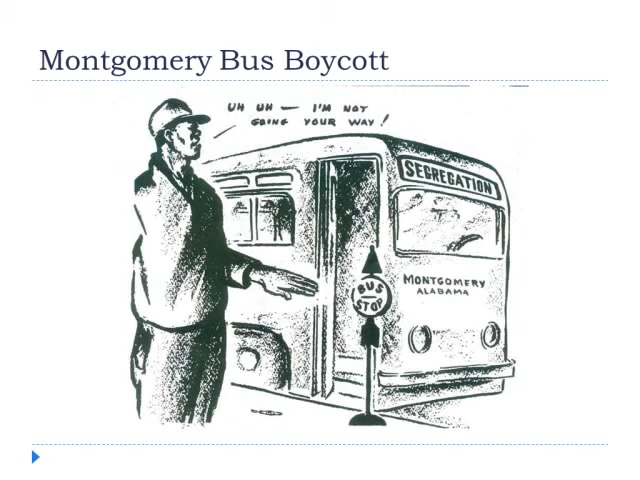 Montgomery Bus Boycott
UH UH — I'M NOT
GOING YOUR WAY!
SEGREGATION
BUS
STOP
MONTGOMERY
ALABAMA